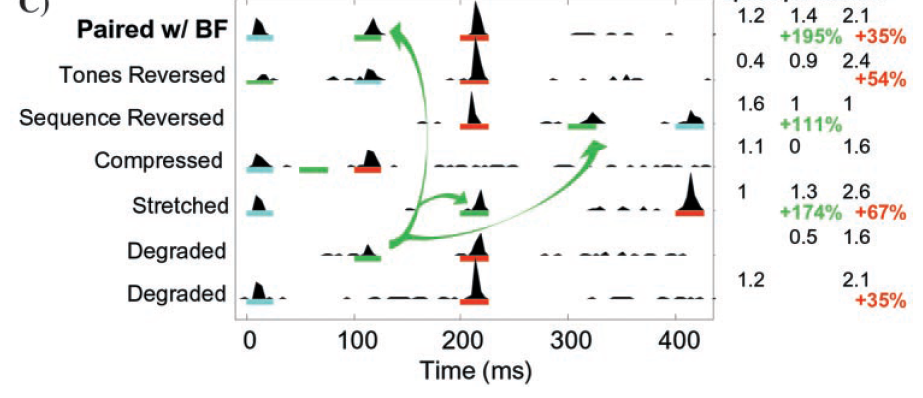 C)
Paired w/ BF 1.2 1.4 2.1
+195% +35%
Tones Reversed 0.4 0.9 2.4
+54%
Sequence Reversed 1.6 1 1
+111%
Compressed 1.1 0 1.6
Stretched 1 1.3 2.6
+174% +67%
Degraded 0.5 1.6
Degraded 1.2 2.1
+35%
0 100 200 300 400
Time (ms)